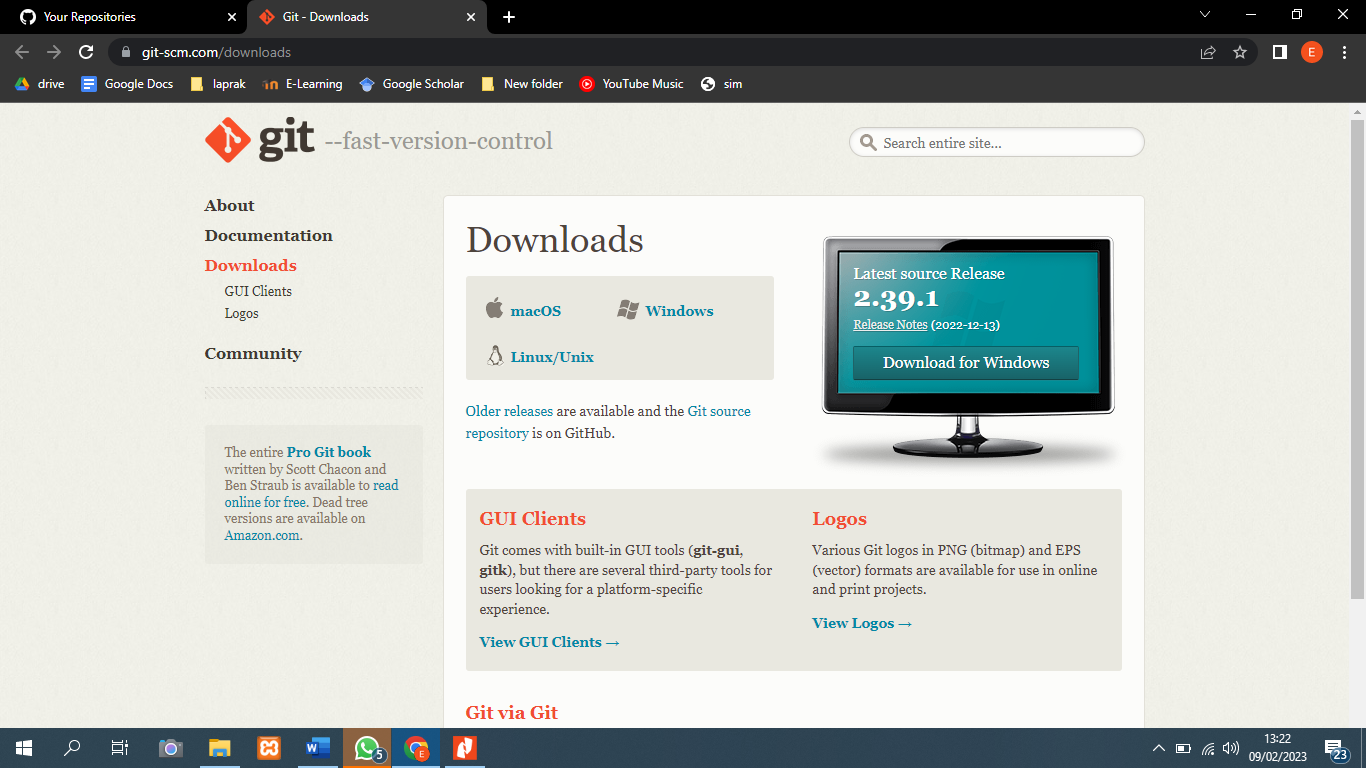 Your Repositories
Git - Downloads
git-scm.com/downloads
E
drive
Google Docs
laprak
E-Learning
Google Scholar
New folder
YouTube Music
sim
git --fast-version-control
Search entire site...
About
Documentation
Downloads
GUI Clients
Logos
Community
The entire Pro Git book
written by Scott Chacon and
Ben Straub is available to read
online for free. Dead tree
versions are available on
Amazon.com.
Downloads
macOS
Windows
Linux/Unix
Older releases are available and the Git source
repository is on GitHub.
Latest source Release
2.39.1
Release Notes (2022-12-13)
Download for Windows
GUI Clients
Git comes with built-in GUI tools (git-gui,
gitk), but there are several third-party tools for
users looking for a platform-specific
experience.
View GUI Clients →
Logos
Various Git logos in PNG (bitmap) and EPS
(vector) formats are available for use in online
and print projects.
View Logos →
Git via Git
5
E
13:22
09/02/2023
23